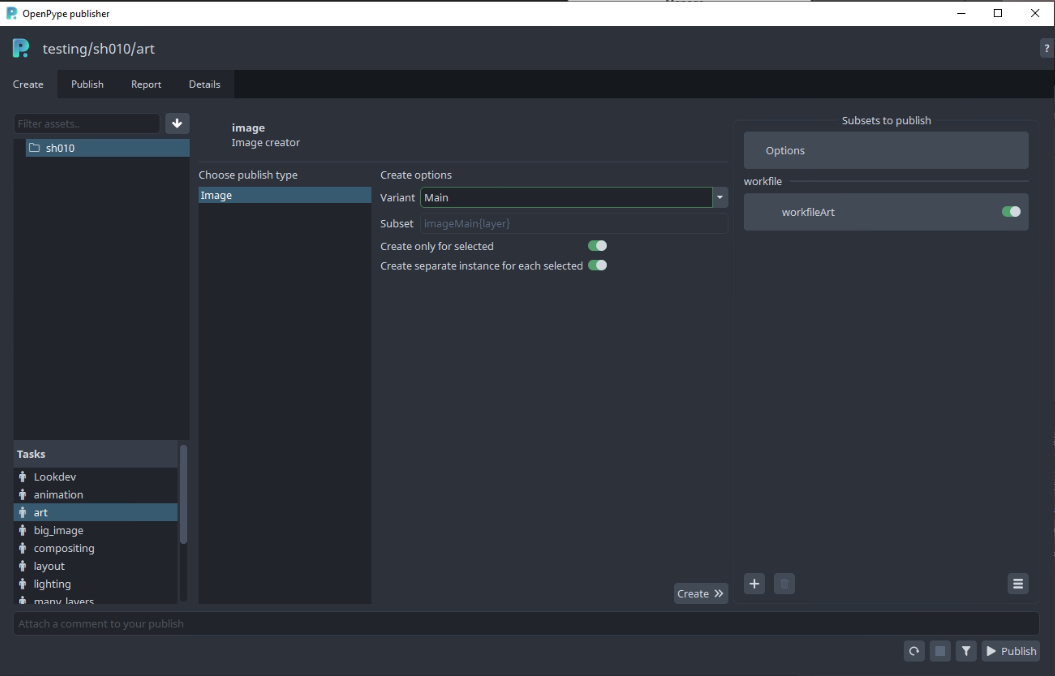 OpenPype publisher
testing/sh010/art
?
Create
Publish
Report
Details
Filter assets..
sh010
Tasks
Lookdev
animation
art
big_image
compositing
layout
lighting
many_layers
image
Image creator
Choose publish type
Image
Create options
Variant Main
Subset imageMain{layer}
Create only for selected
Create separate instance for each selected
Create
Subsets to publish
Options
workfile
workfileArt
Attach a comment to your publish
Publish